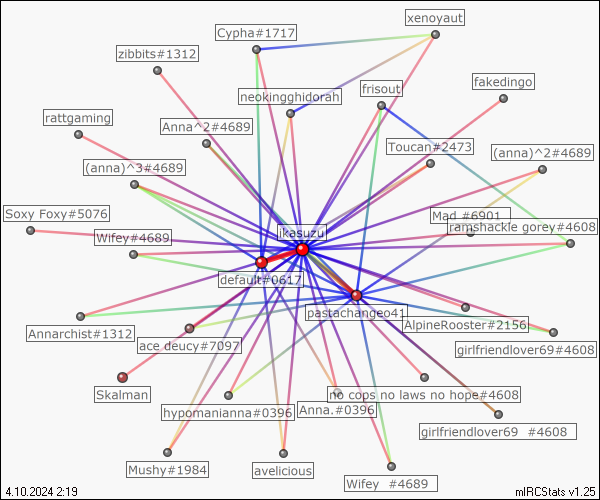 xenoyaut
Cypha#1717
zibbits#1312
fakedingo
frisout
neokingghidorah
rattgaming
Anna^2#4689
Toucan#2473
(anna)^2#4689
(anna)^3#4689
Soxy Foxy#5076
Mad #6901
ramshackle gorey#4608
jkasuzu
Wifey#4689
default#0617
pastachangeo41
AlpineRooster#2156
Annarchist#1312
ace deucy#7097
girlfriendlover69#4608
Skalman
no cops no laws no hope#4608
hypomanianna#0396
Anna.#0396
girlfriendlover69 #4608
Mushy#1984
avelicious
Wifey #4689
4.10.2024 2:19
mIRCStats v1.25